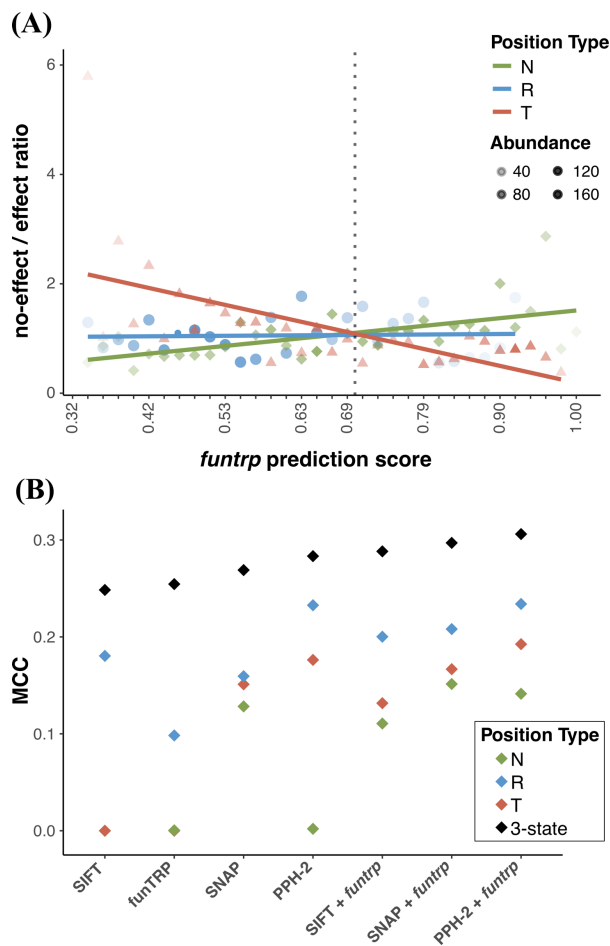 (A)
no-effect / effect ratio
6
4
2
0
Position Type
N
R
T
Abundance
40 120
80 160
0.32 0.42 0.53 0.63 0.69 0.79 0.90 1.00
funtrp prediction score
(B)
MCC
0.3
0.2
0.1
0.0
Position Type
N
R
T
3-state
SIFT
funTRP
SNAP
PPH-2
SIFT + funtrp
SNAP + funtrp
PPH-2 + funtrp